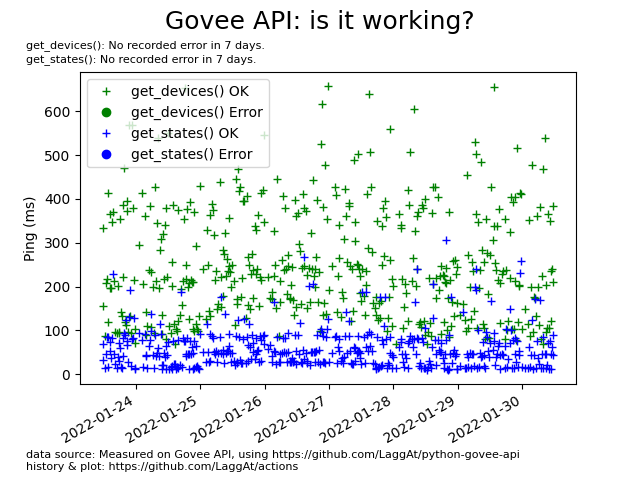 Govee API: is it working?
get_devices(): No recorded error in 7 days.
get_states(): No recorded error in 7 days.
get_devices() OK
get_devices() Error
get_states() OK
get_states() Error
Ping (ms)
600
500
400
300
200
100
0
2022-01-24
2022-01-25
2022-01-26
2022-01-27
2022-01-28
2022-01-29
2022-01-30
data source: Measured on Govee API, using https://github.com/LaggAt/python-govee-api
history & plot: https://github.com/LaggAt/actions